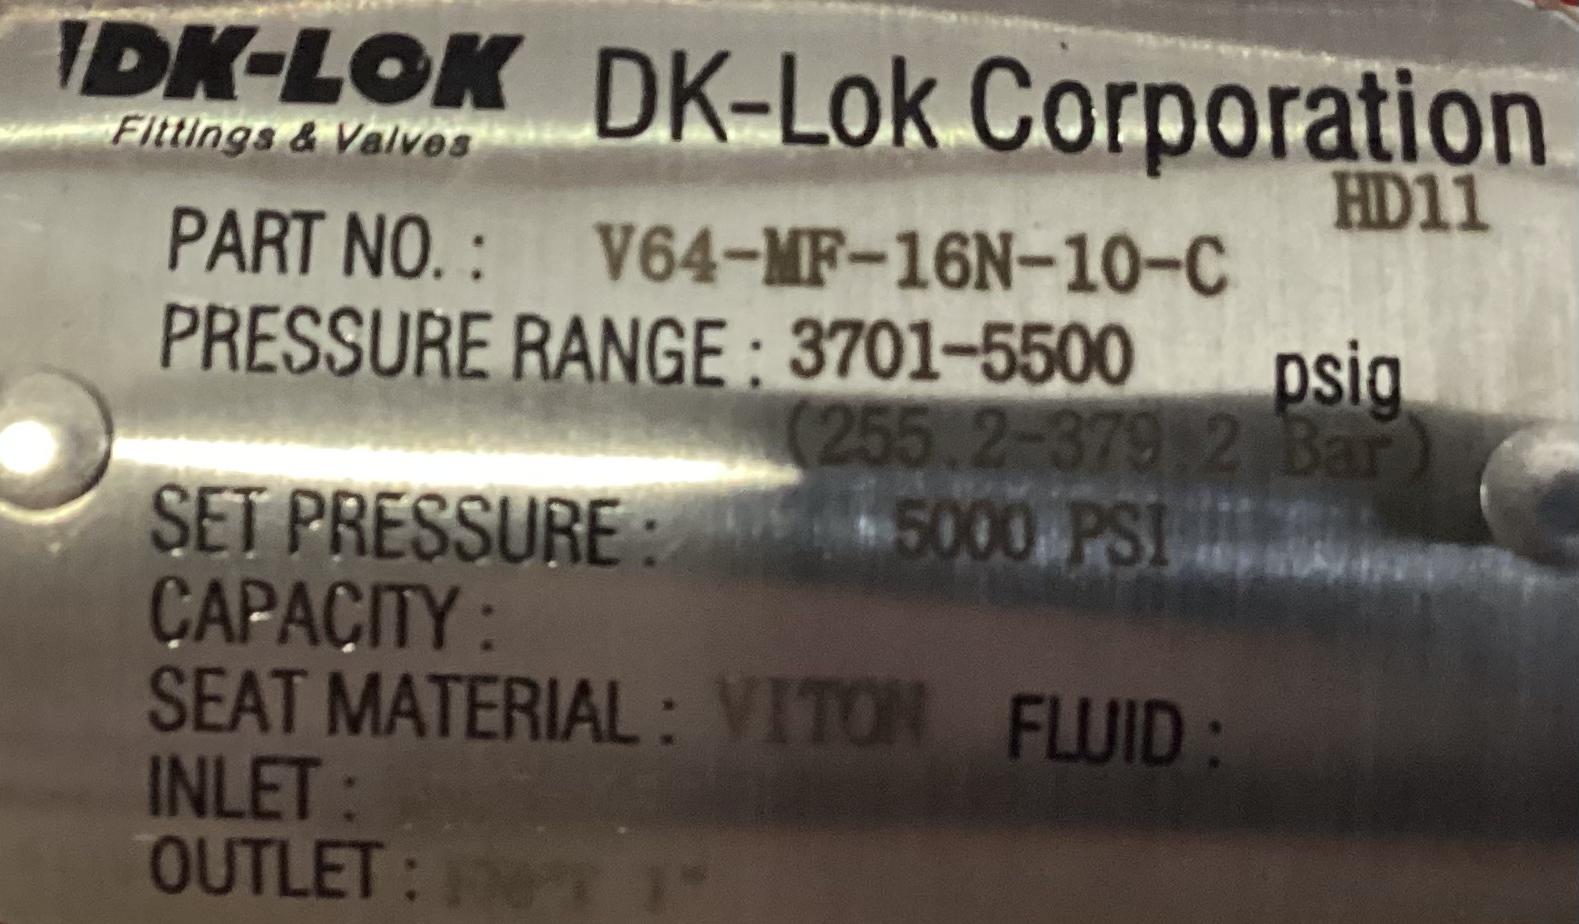 DK-LOK
Fittings & Valves
DK-Lok Corporation
HD11
PART NO. : V64-MF-16N-10-C
PRESSURE RANGE : 3701-5500 psig
(255.2-379.2 Bar)
SET PRESSURE : 5000 PSI
CAPACITY :
SEAT MATERIAL : VITON FLUID :
INLET :
OUTLET : 1"